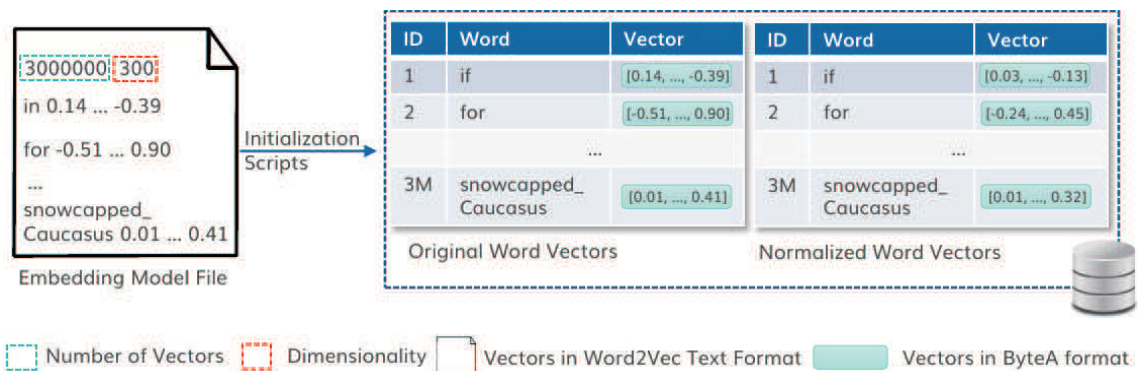 3000000 300
in 0.14 ... -0.39
for -0.51 ... 0.90
...
snowcapped_
Caucasus 0.01 ... 0.41
Embedding Model File
Initialization
Scripts
ID Word Vector
1 if [0.14, ..., -0.39]
2 for [-0.51, ..., 0.90]
...
3M snowcapped_
Caucasus [0.01, ..., 0.41]
Original Word Vectors
ID Word Vector
1 if [0.03, ..., -0.13]
2 for [-0.24, ..., 0.45]
...
3M snowcapped_
Caucasus [0.01, ..., 0.32]
Normalized Word Vectors
Number of Vectors Dimensionality Vectors in Word2Vec Text Format Vectors in ByteA format